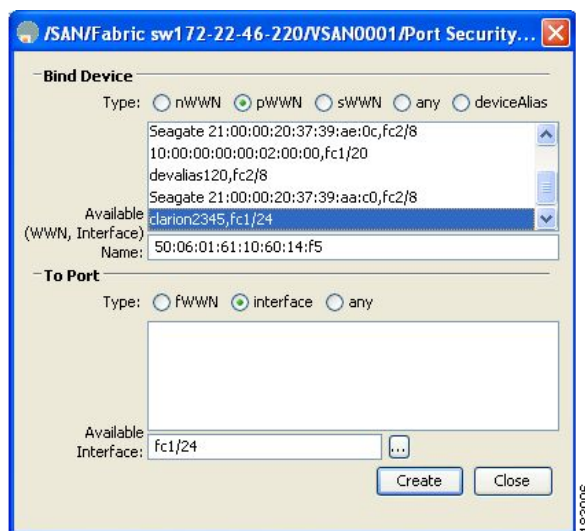 /SAN/Fabric sw172-22-46-220/VSAN0001/Port Security...
Bind Device
Type: nWWN pWWN sWWN any deviceAlias
Seagate 21:00:00:20:37:39:ae:0c,fc2/8
10:00:00:00:00:02:00:00,fc1/20
devalias120,fc2/8
Seagate 21:00:00:20:37:39:aa:c0,fc2/8
Available clarion2345,fc1/24
(WWN, Interface)
Name: 50:06:01:61:10:60:14:f5
To Port
Type: fWWN interface any
Available
Interface: fc1/24 ...
Create Close